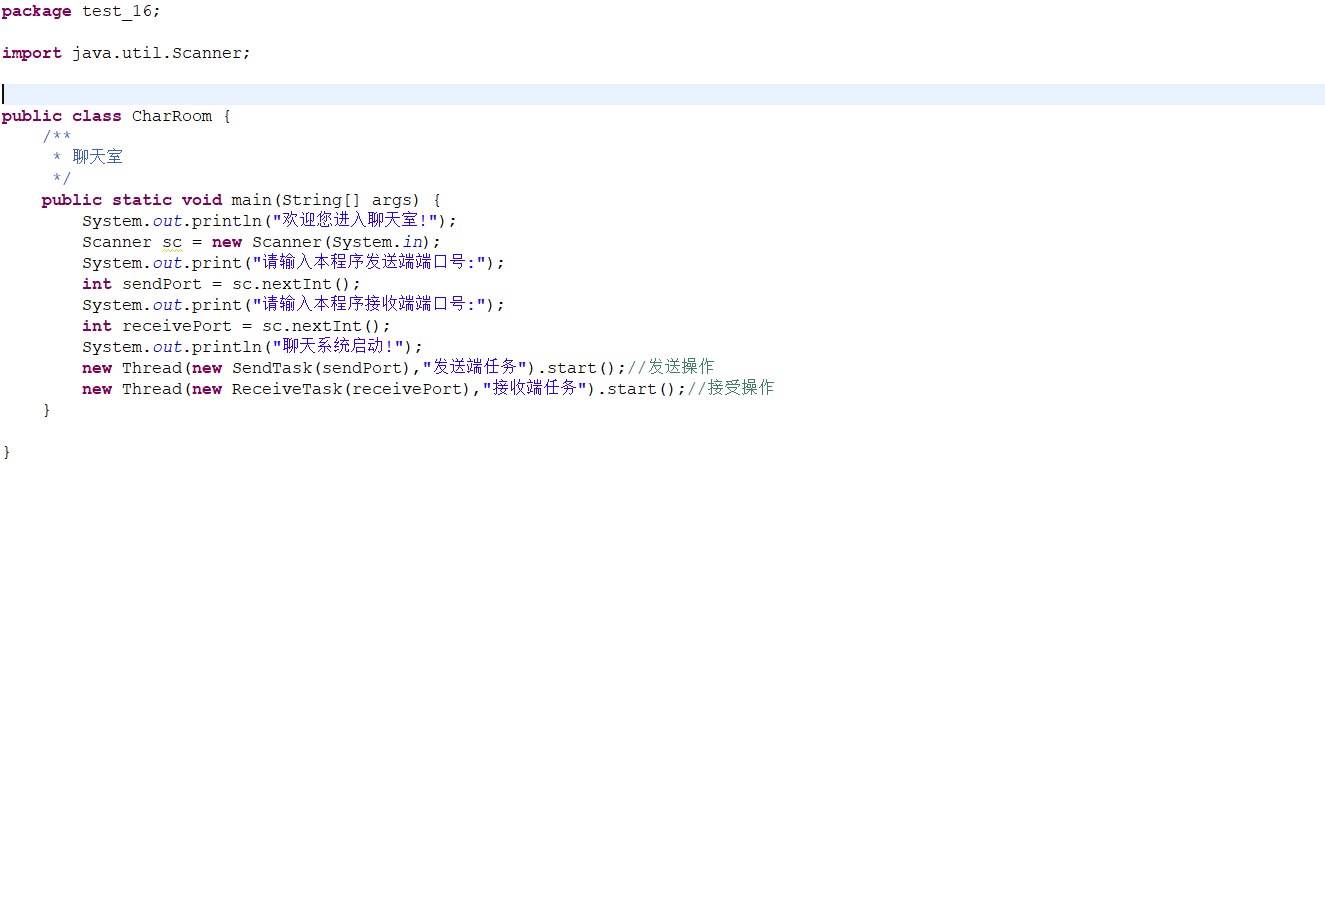 package test_16;
import java.util.Scanner;
public class CharRoom {
/**
* 聊天室
*/
public static void main(String[] args) {
System.out.println("欢迎您进入聊天室!");
Scanner sc = new Scanner(System.in);
System.out.print("请输入本程序发送端端口号:");
int sendPort = sc.nextInt();
System.out.print("请输入本程序接收端端口号:");
int receivePort = sc.nextInt();
System.out.println("聊天系统启动!");
new Thread(new SendTask(sendPort),"发送端任务").start();//发送操作
new Thread(new ReceiveTask(receivePort),"接收端任务").start();//接受操作
}
}